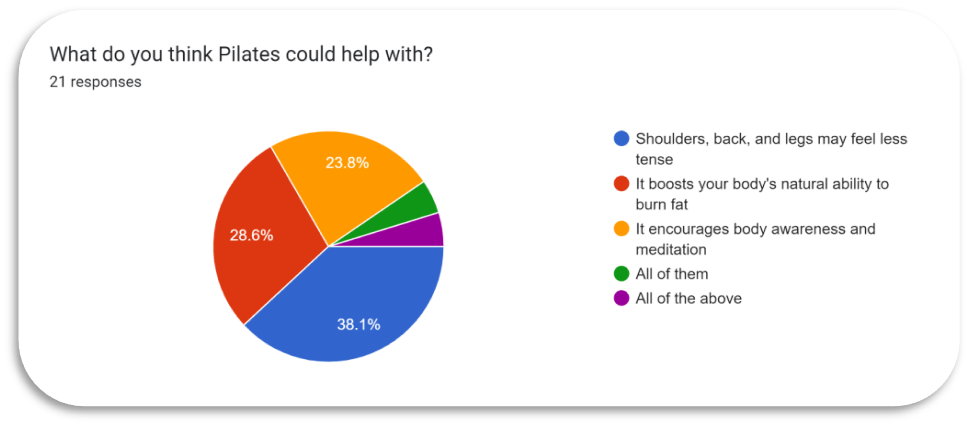 What do you think Pilates could help with?
21 responses
23.8%
28.6%
38.1%
Shoulders, back, and legs may feel less
tense
It boosts your body's natural ability to
burn fat
It encourages body awareness and
meditation
All of them
All of the above